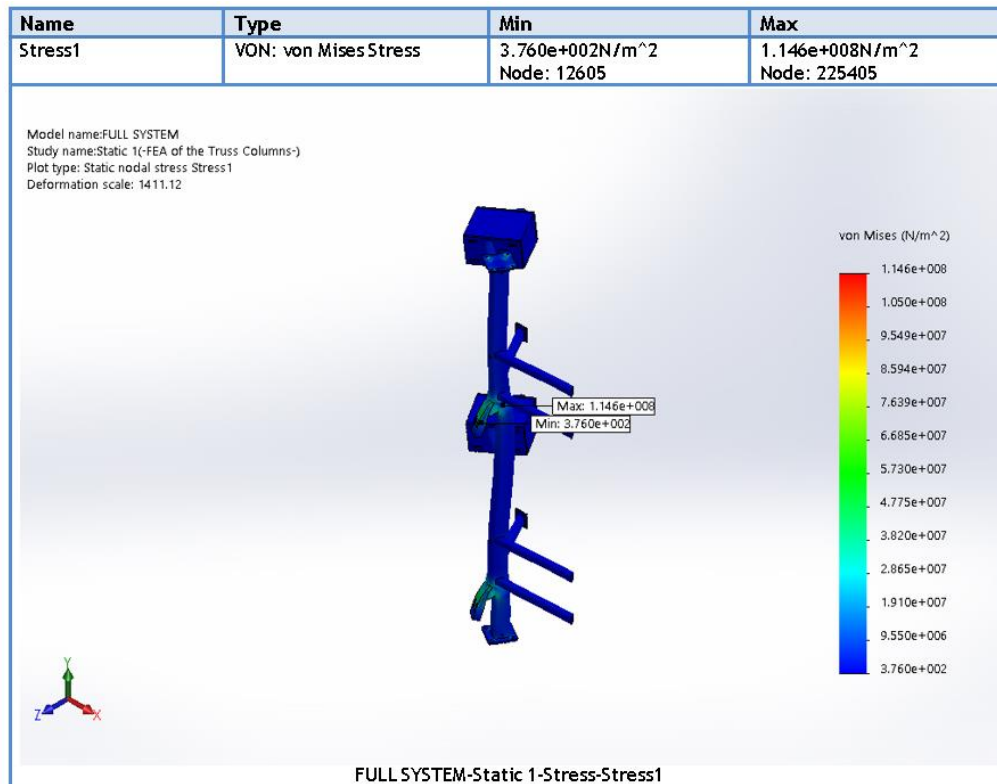 Name Type Min Max
Stress1 VON: von Mises Stress 3.760e+002N/m^2 1.146e+008N/m^2
Node: 12605 Node: 225405
Model name:FULL SYSTEM
Study name:Static 1(-FEA of the Truss Columns-)
Plot type: Static nodal stress Stress1
Deformation scale: 1411.12
von Mises (N/m^2)
1.146e+008
1.050e+008
9.549e+007
8.594e+007
7.639e+007
6.685e+007
5.730e+007
4.775e+007
3.820e+007
2.865e+007
1.910e+007
9.550e+006
3.760e+002
Max: 1.146e+008
Min: 3.760e+002
Y
Z
X
FULL SYSTEM-Static 1-Stress-Stress1